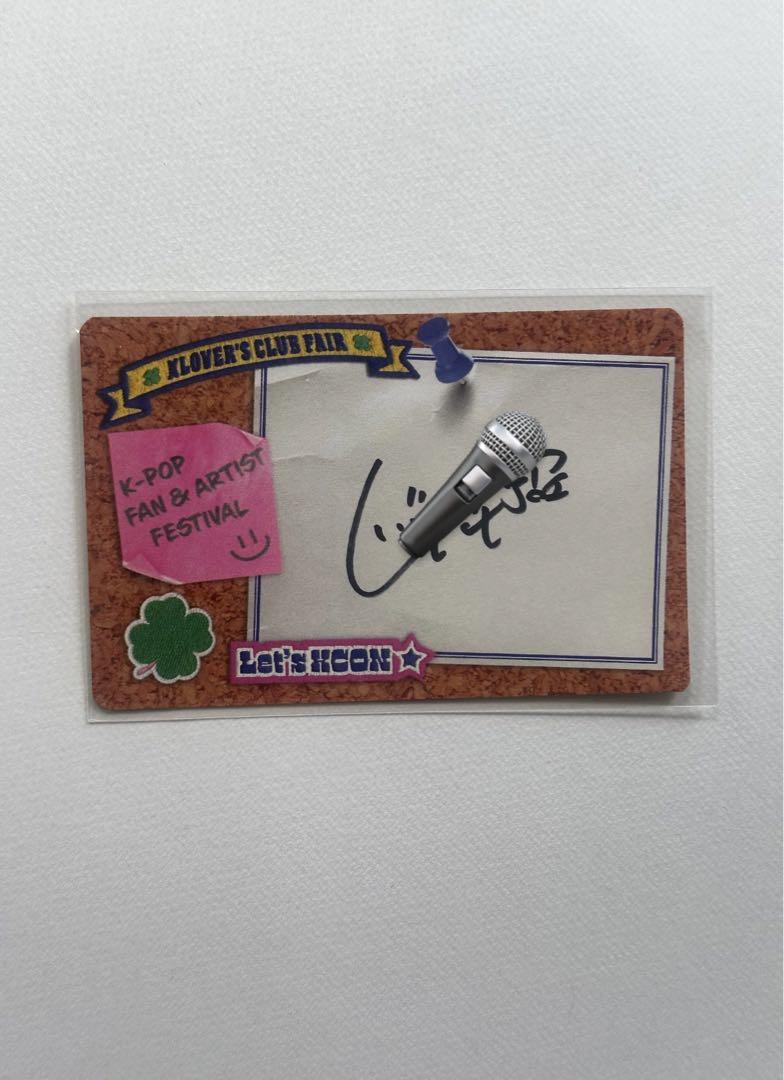 KLOVER'S CLUB FAIR
K-POP
FAN & ARTIST
FESTIVAL
Let's KCON